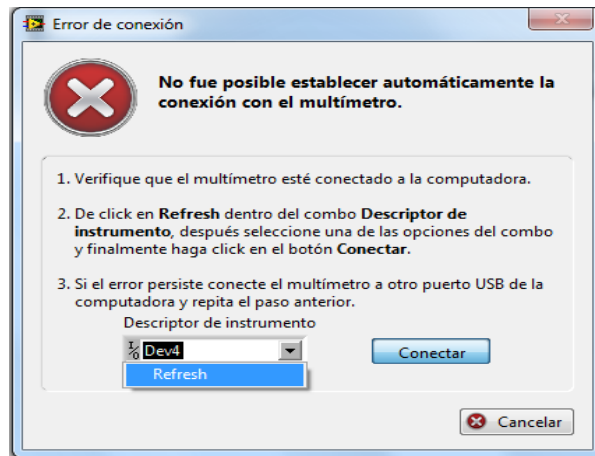 Error de conexión
No fue posible establecer automáticamente la
conexión con el multímetro.
1. Verifique que el multímetro esté conectado a la computadora.
2. De click en Refresh dentro del combo Descriptor de
instrumento, después seleccione una de las opciones del combo
y finalmente haga click en el botón Conectar.
3. Si el error persiste conecte el multímetro a otro puerto USB de la
computadora y repita el paso anterior.
Descriptor de instrumento
I/O Dev4
Conectar
Refresh
Cancelar